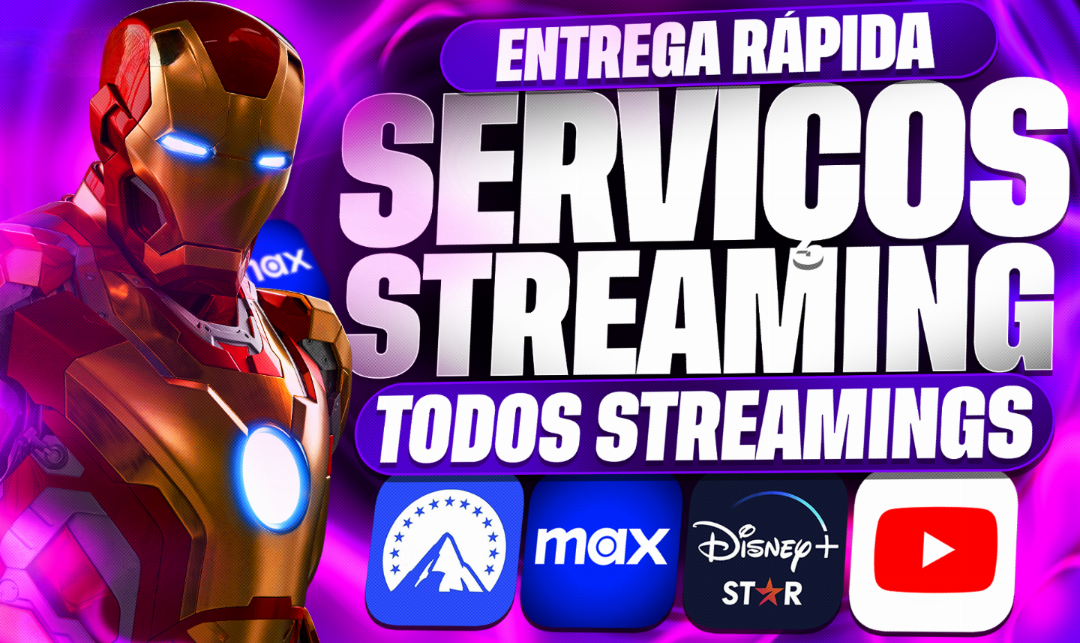 ENTREGA RÁPIDA
SERVIÇOS
max
STREAMING
TODOS STREAMINGS
max
Disney+
STAR